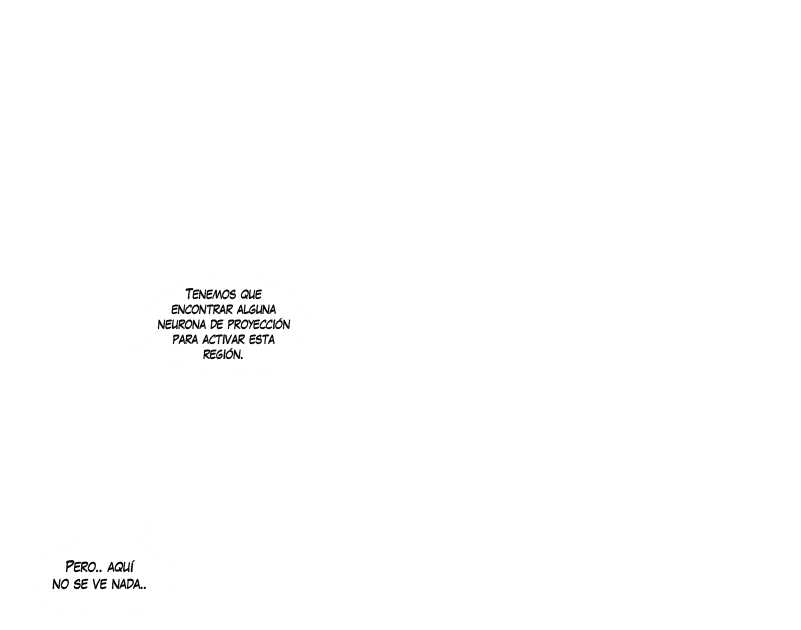 Tenemos que
encontrar alguna
neurona de proyección
para activar esta
región.
Pero.. aquí
no se ve nada..